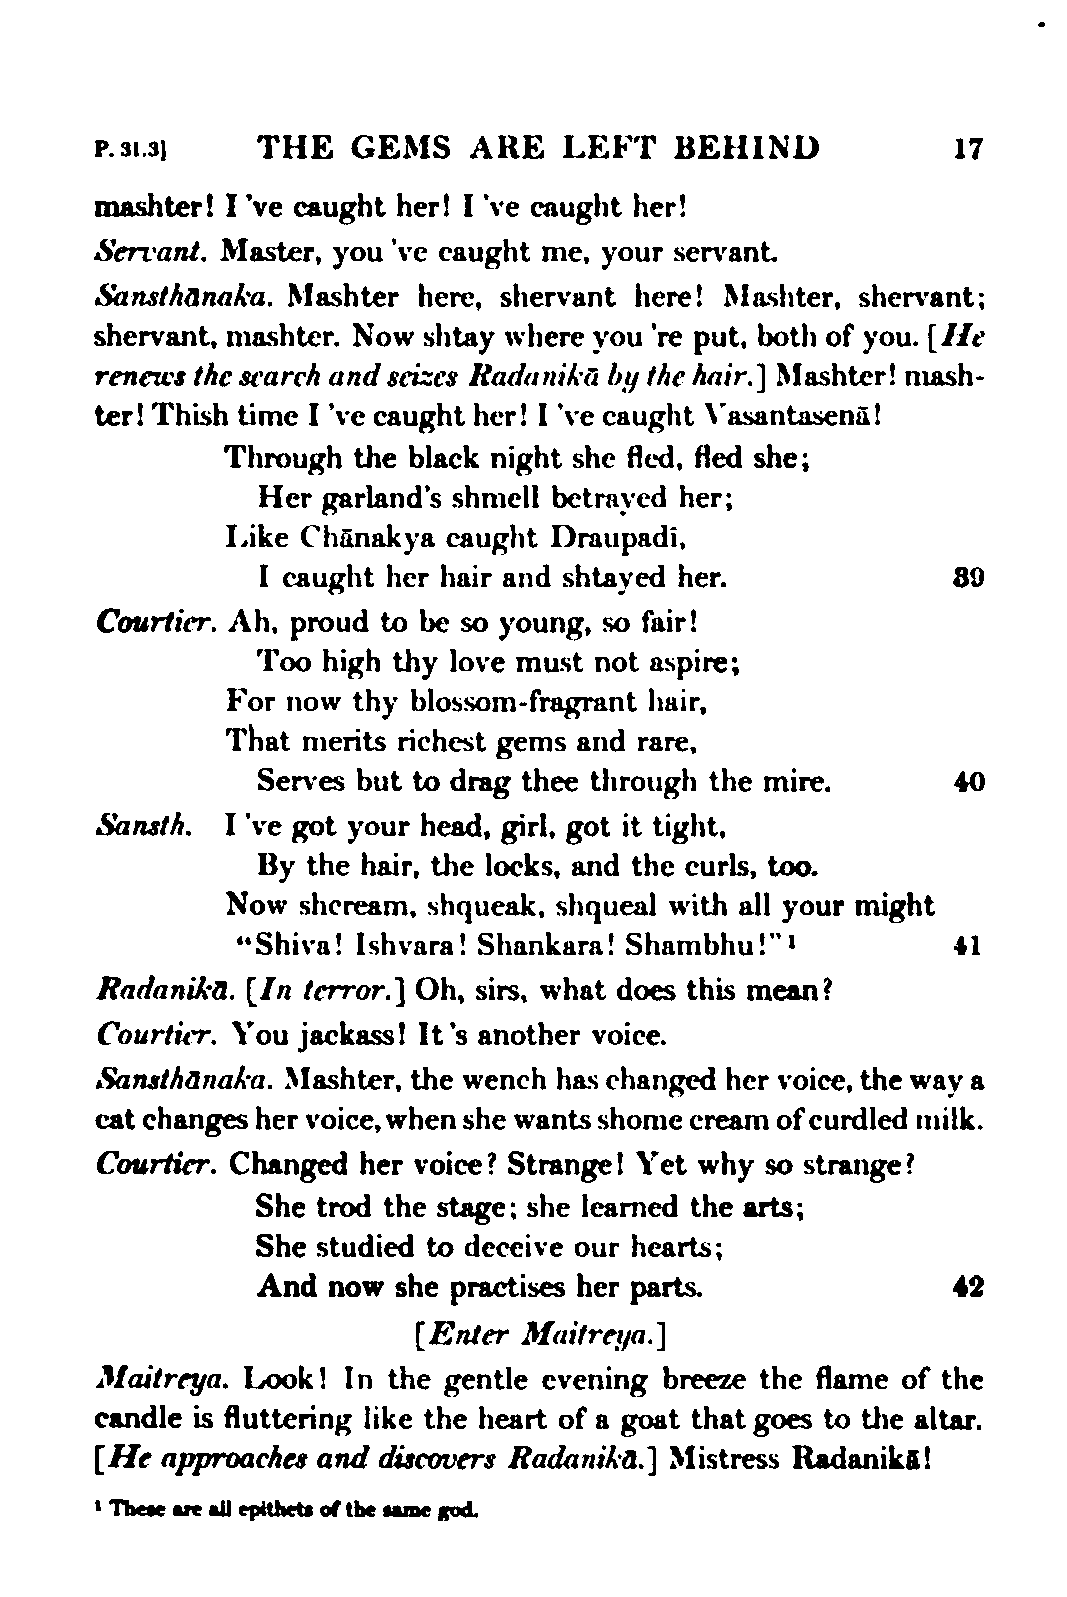 P. 31.3] THE GEMS ARE LEFT BEHIND 17
mashter! I 've caught her! I 've caught her!
Servant. Master, you 've caught me, your servant.
Sansthānaka. Mashter here, shervant here! Mashter, shervant;
shervant, mashter. Now shtay where you 're put, both of you. [He
renews the search and seizes Radanikā by the hair.] Mashter! mash-
ter! Thish time I 've caught her! I 've caught Vasantasenā!
Through the black night she fled, fled she;
Her garland's shmell betrayed her;
Like Chānakya caught Draupadī,
I caught her hair and shtayed her. 39
Courtier. Ah, proud to be so young, so fair!
Too high thy love must not aspire;
For now thy blossom-fragrant hair,
That merits richest gems and rare,
Serves but to drag thee through the mire. 40
Sansth. I 've got your head, girl, got it tight,
By the hair, the locks, and the curls, too.
Now shcream, shqueak, shqueal with all your might
"Shiva! Ishvara! Shankara! Shambhu!" ¹ 41
Radanikā. [In terror.] Oh, sirs, what does this mean?
Courtier. You jackass! It 's another voice.
Sansthānaka. Mashter, the wench has changed her voice, the way a
cat changes her voice, when she wants shome cream of curdled milk.
Courtier. Changed her voice? Strange! Yet why so strange?
She trod the stage; she learned the arts;
She studied to deceive our hearts;
And now she practises her parts. 42
[Enter Maitreya.]
Maitreya. Look! In the gentle evening breeze the flame of the
candle is fluttering like the heart of a goat that goes to the altar.
[He approaches and discovers Radanikā.] Mistress Radanikā!
¹ These are all epithets of the same god.